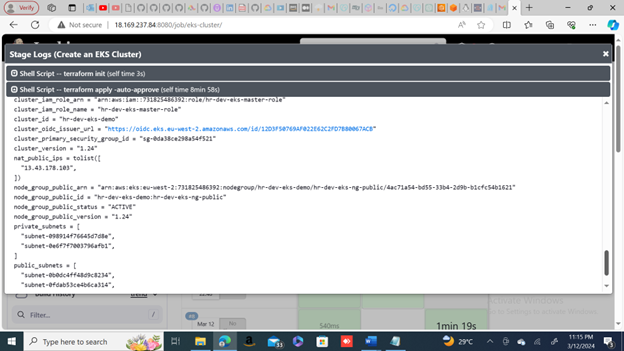 Verify
Not secure
18.169.237.84:8080/job/eks-cluster/
Stage Logs (Create an EKS Cluster)
Shell Script -- terraform init (self time 3s)
Shell Script -- terraform apply -auto-approve (self time 8min 58s)
cluster_iam_role_arn = "arn:aws:iam::731825486392:role/hr-dev-eks-master-role"
cluster_iam_role_name = "hr-dev-eks-master-role"
cluster_id = "hr-dev-eks-demo"
cluster_oidc_issuer_url = "https://oidc.eks.eu-west-2.amazonaws.com/id/12D3F50769AF022E62C2FD7BB0067ACB"
cluster_primary_security_group_id = "sg-0da38ce298a54f521"
cluster_version = "1.24"
nat_public_ips = tolist([
"13.43.178.103",
])
node_group_public_arn = "arn:aws:eks:eu-west-2:731825486392:nodegroup/hr-dev-eks-demo/hr-dev-eks-ng-public/4ac71a54-bd55-33b4-2d9b-b1cfc54b1621"
node_group_public_id = "hr-dev-eks-demo:hr-dev-eks-ng-public"
node_group_public_status = "ACTIVE"
node_group_public_version = "1.24"
private_subnets = [
"subnet-098914f76645d7d8e",
"subnet-0e6f7f7003796afb1",
]
public_subnets = [
"subnet-0b0dc4ff48d9c8234",
"subnet-0fdab53ce4b6ca314",
Build History
trend
Filter...
Mar 12
No
540ms
1min 19s
Activate Windows
Type here to search
29°C
11:15 PM
3/12/2024